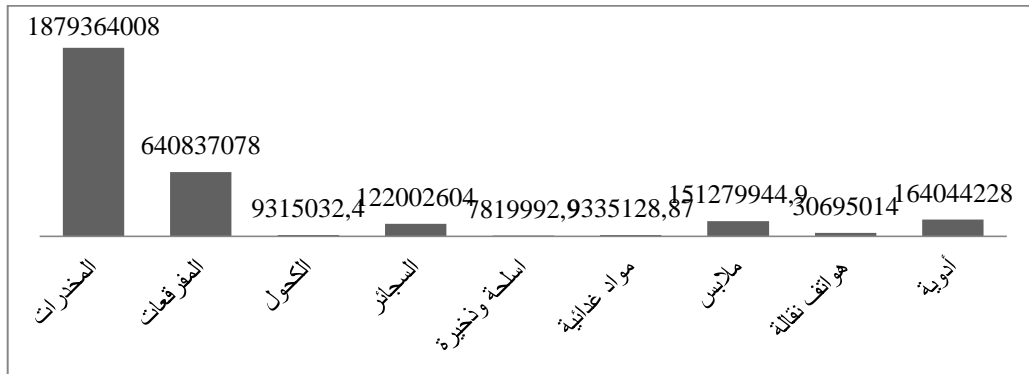 1879364008
640837078
9315032,4
122002604
7819992,9
9335128,87
151279944,9
30695014
164044228
المخدرات
المفرقعات
الكحول
السجائر
اسلحة وذخيرة
مواد غدائية
ملابس
هواتف نقالة
أدوية